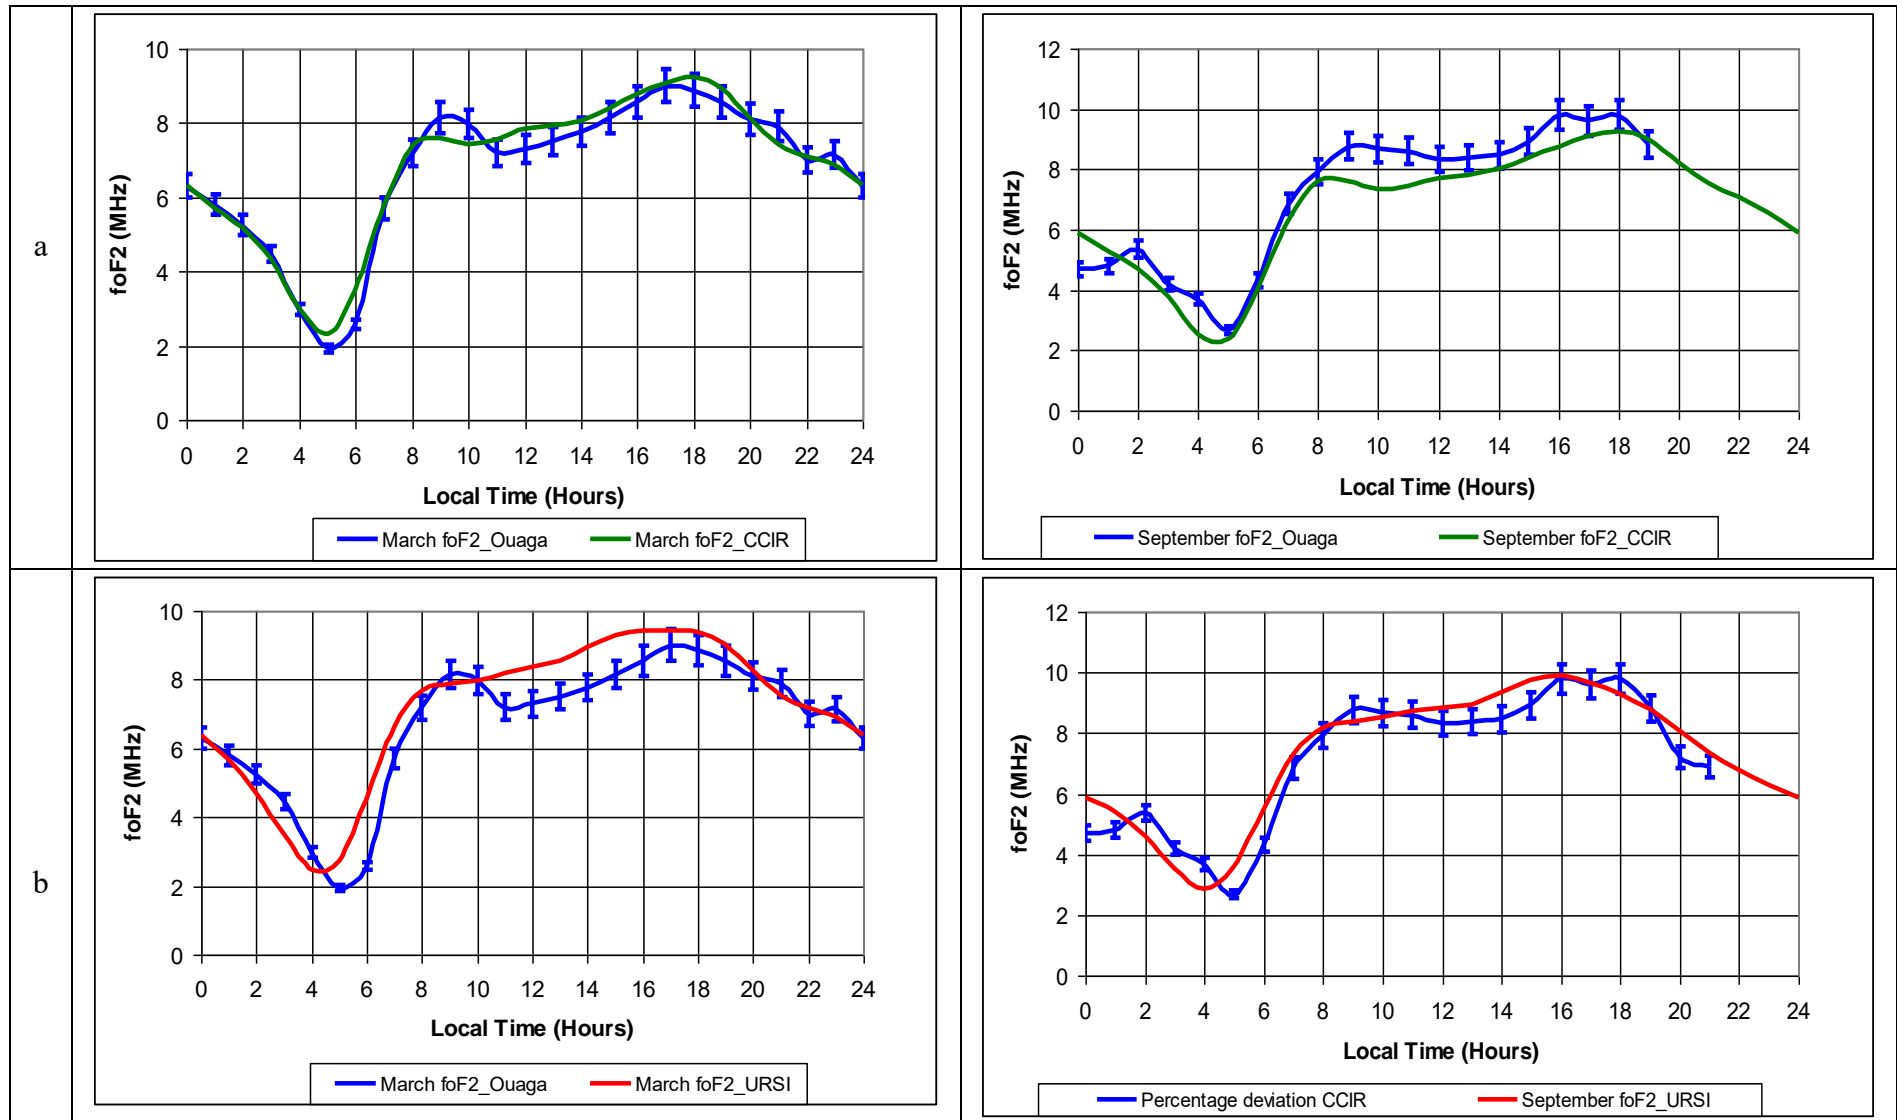 a
10
8
6
4
2
0
foF2 (MHz)
0 2 4 6 8 10 12 14 16 18 20 22 24
Local Time (Hours)
March foF2_Ouaga March foF2_CCIR
12
10
8
6
4
2
0
foF2 (MHz)
0 2 4 6 8 10 12 14 16 18 20 22 24
Local Time (Hours)
September foF2_Ouaga September foF2_CCIR
b
10
8
6
4
2
0
foF2 (MHz)
0 2 4 6 8 10 12 14 16 18 20 22 24
Local Time (Hours)
March foF2_Ouaga March foF2_URSI
12
10
8
6
4
2
0
foF2 (MHz)
0 2 4 6 8 10 12 14 16 18 20 22 24
Local Time (Hours)
Percentage deviation CCIR September foF2_URSI